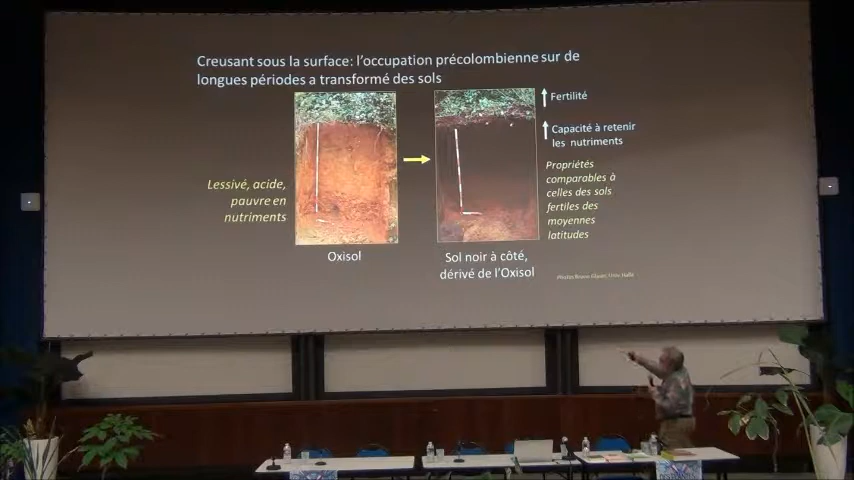 Creusant sous la surface: l'occupation précolombienne sur de
longues périodes a transformé des sols
Fertilité
Capacité à retenir
les nutriments
Lessivé, acide,
pauvre en
nutriments
Propriétés
comparables à
celles des sols
fertiles des
moyennes
latitudes
Oxisol
Sol noir à côté,
dérivé de l'Oxisol